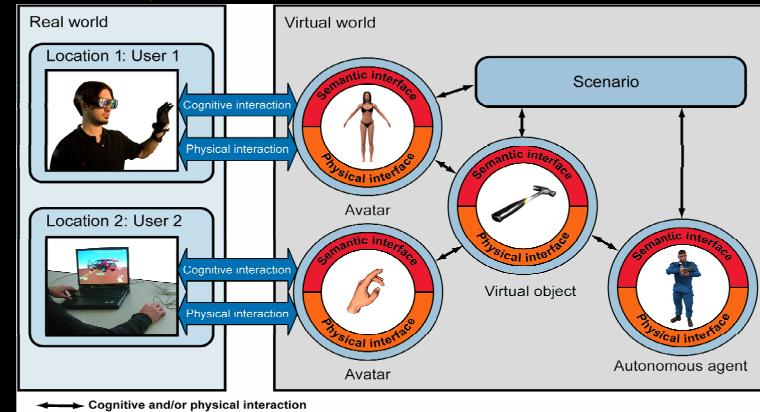 Real world
Virtual world
Location 1: User 1
Cognitive interaction
Physical interaction
Semantic interface
Physical interface
Avatar
Scenario
Semantic interface
Physical interface
Virtual object
Location 2: User 2
Cognitive interaction
Physical interaction
Semantic interface
Physical interface
Avatar
Semantic interface
Physical interface
Autonomous agent
Cognitive and/or physical interaction